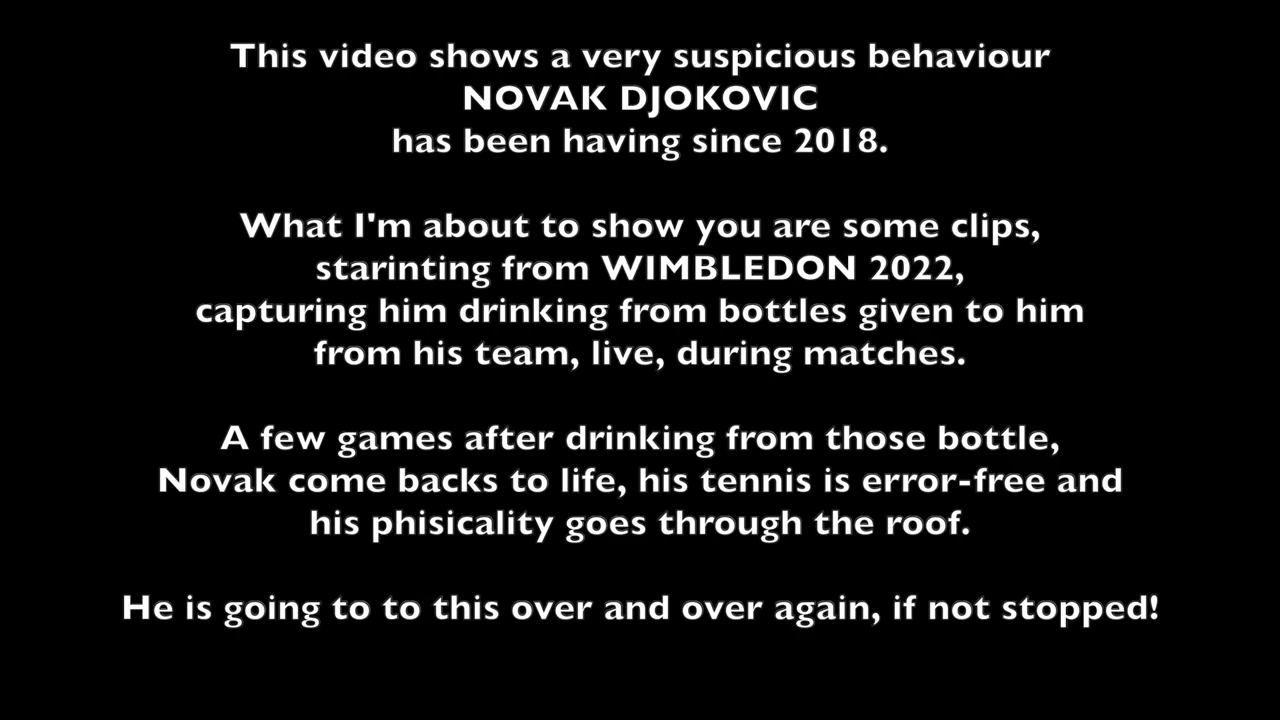 This video shows a very suspicious behaviour
NOVAK DJOKOVIC
has been having since 2018.
What I'm about to show you are some clips,
starinting from WIMBLEDON 2022,
capturing him drinking from bottles given to him
from his team, live, during matches.
A few games after drinking from those bottle,
Novak come backs to life, his tennis is error-free and
his phisicality goes through the roof.
He is going to to this over and over again, if not stopped!